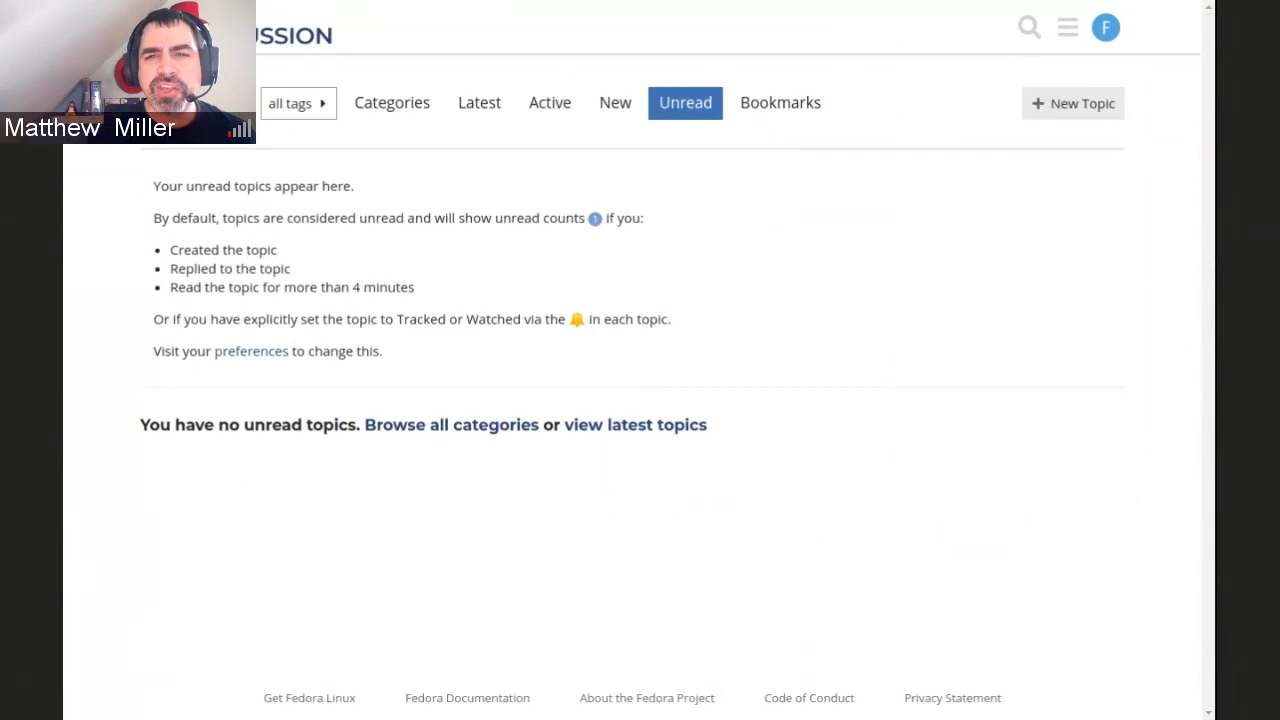 SSION
F
Matthew Miller
all tags
Categories
Latest
Active
New
Unread
Bookmarks
+ New Topic
Your unread topics appear here.
By default, topics are considered unread and will show unread counts 1 if you:
• Created the topic
• Replied to the topic
• Read the topic for more than 4 minutes
Or if you have explicitly set the topic to Tracked or Watched via the 🔔 in each topic.
Visit your preferences to change this.
You have no unread topics. Browse all categories or view latest topics
Get Fedora Linux
Fedora Documentation
About the Fedora Project
Code of Conduct
Privacy Statement